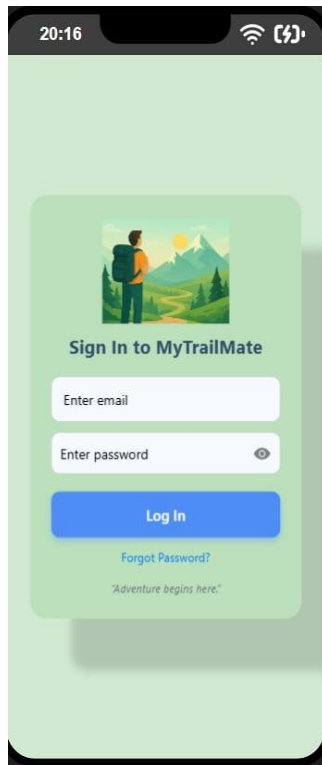 20:16
Sign In to MyTrailMate
Enter email
Enter password
Log In
Forgot Password?
"Adventure begins here."